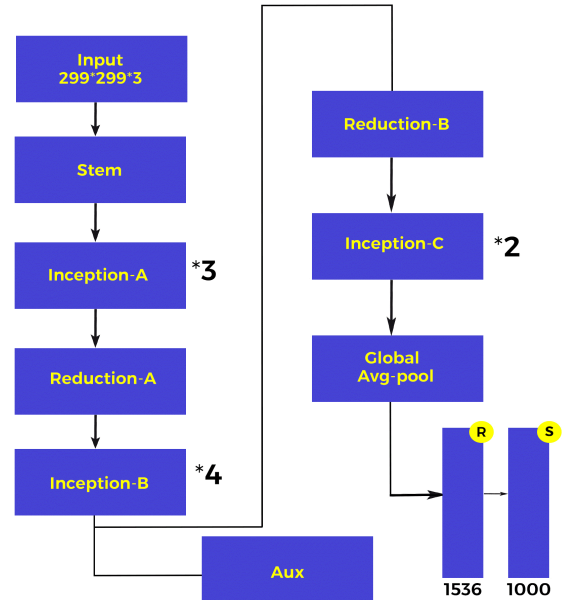 Input
299*299*3
Stem
Inception-A
*3
Reduction-A
Inception-B
*4
Aux
Reduction-B
Inception-C
*2
Global
Avg-pool
R
S
1536
1000